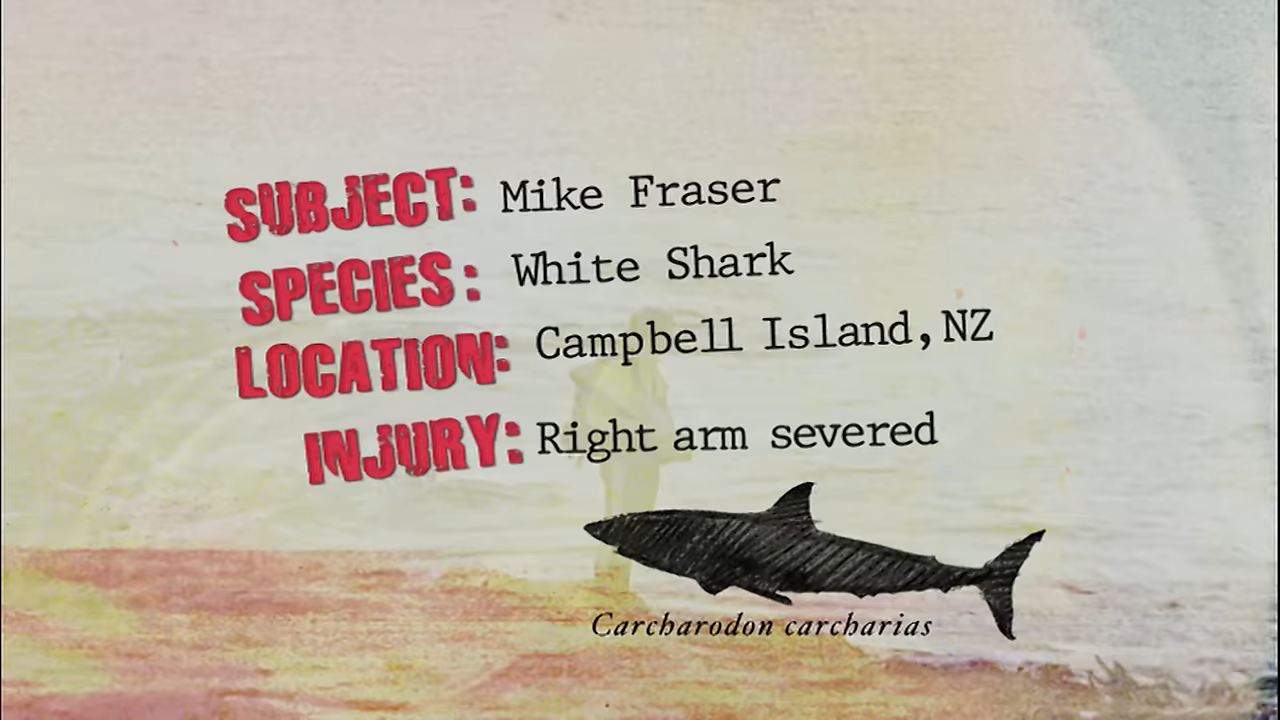 SUBJECT: Mike Fraser
SPECIES: White Shark
LOCATION: Campbell Island, NZ
INJURY: Right arm severed
Carcharodon carcharias